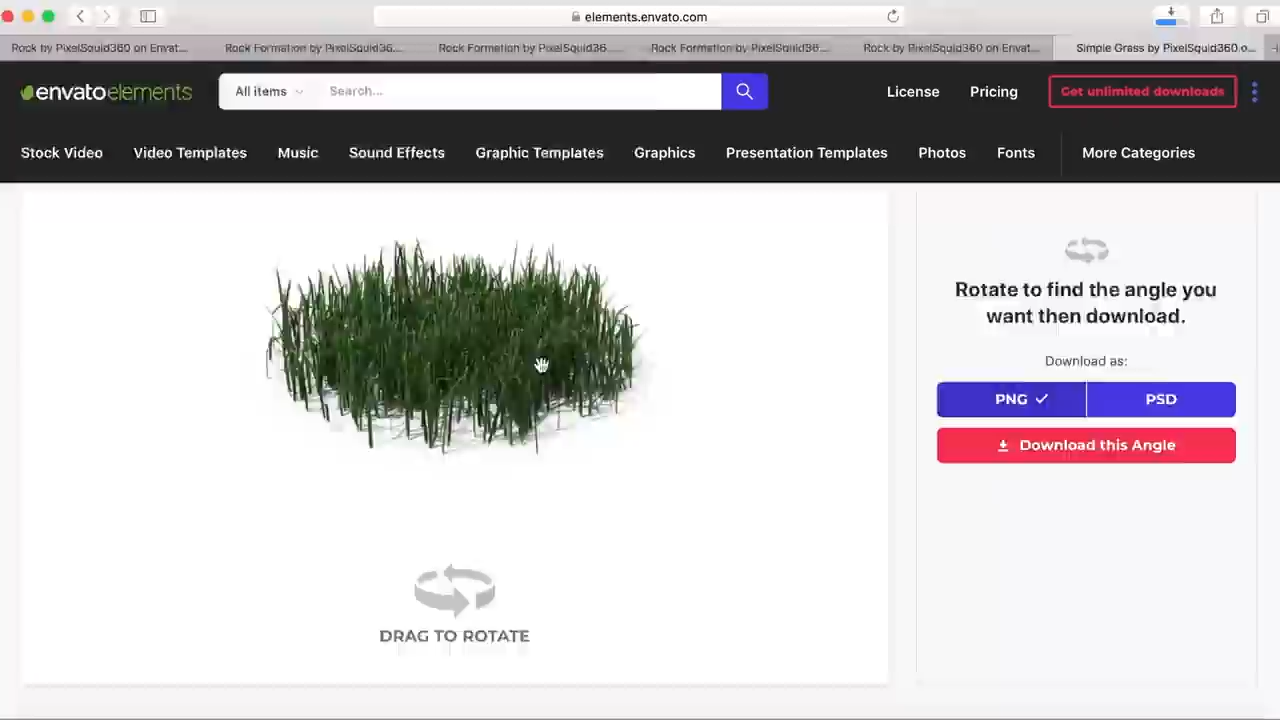 elements.envato.com
Rock by PixelSquid360 on Envat...
Rock Formation by PixelSquid36...
Rock Formation by PixelSquid36...
Rock Formation by PixelSquid36...
Rock by PixelSquid360 on Envat...
Simple Grass by PixelSquid360 o...
envatoelements
All items
Search...
License
Pricing
Get unlimited downloads
Stock Video
Video Templates
Music
Sound Effects
Graphic Templates
Graphics
Presentation Templates
Photos
Fonts
More Categories
Rotate to find the angle you
want then download.
Download as:
PNG
PSD
Download this Angle
DRAG TO ROTATE